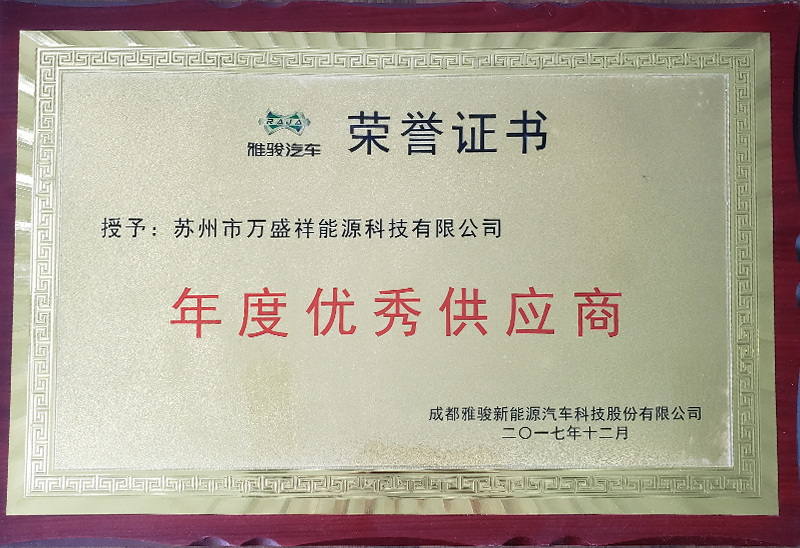 RAJA
雅骏汽车
荣誉证书
授予：苏州市万盛祥能源科技有限公司
年度优秀供应商
成都雅骏新能源汽车科技股份有限公司
二〇一七年十二月